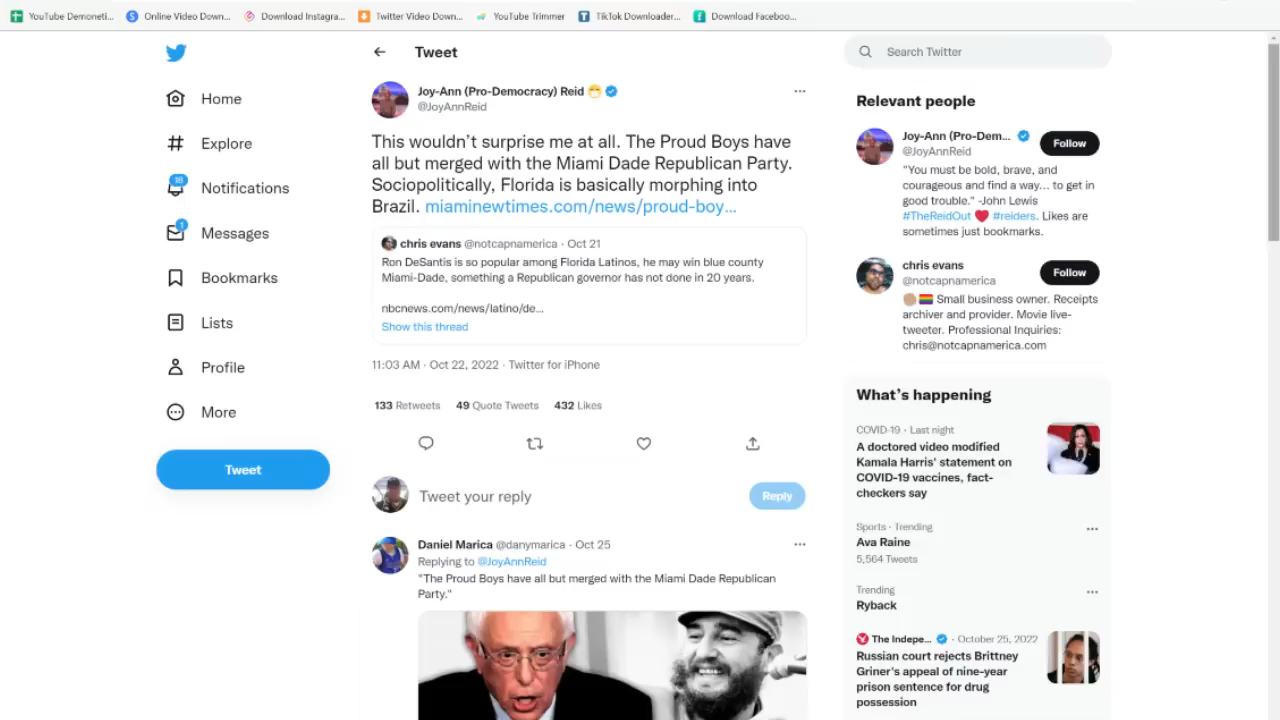 YouTube Demoneti...
Online Video Down...
Download Instagra...
Twitter Video Down...
YouTube Trimmer
TikTok Downloader...
Download Faceboo...
Tweet
Search Twitter
Home
Explore
18
Notifications
1
Messages
Bookmarks
Lists
Profile
More
Tweet
Joy-Ann (Pro-Democracy) Reid 😷
@JoyAnnReid
This wouldn't surprise me at all. The Proud Boys have
all but merged with the Miami Dade Republican Party.
Sociopolitically, Florida is basically morphing into
Brazil. miaminewtimes.com/news/proud-boy...
chris evans @notcapnamerica · Oct 21
Ron DeSantis is so popular among Florida Latinos, he may win blue county
Miami-Dade, something a Republican governor has not done in 20 years.
nbcnews.com/news/latino/de...
Show this thread
11:03 AM · Oct 22, 2022 · Twitter for iPhone
133 Retweets 49 Quote Tweets 432 Likes
Tweet your reply
Reply
Daniel Marica @danymarica · Oct 25
Replying to @JoyAnnReid
"The Proud Boys have all but merged with the Miami Dade Republican
Party."
Relevant people
Joy-Ann (Pro-Dem...
@JoyAnnReid
Follow
"You must be bold, brave, and
courageous and find a way... to get in
good trouble." -John Lewis
#TheReidOut ❤️ #reiders. Likes are
sometimes just bookmarks.
chris evans
@notcapnamerica
Follow
✊🏽🏳️‍🌈 Small business owner. Receipts
archiver and provider. Movie live-
tweeter. Professional Inquiries:
chris@notcapnamerica.com
What's happening
COVID-19 · Last night
A doctored video modified
Kamala Harris' statement on
COVID-19 vaccines, fact-
checkers say
Sports · Trending
Ava Raine
5,564 Tweets
Trending
Ryback
The Indepe... · October 25, 2022
Russian court rejects Brittney
Griner's appeal of nine-year
prison sentence for drug
possession